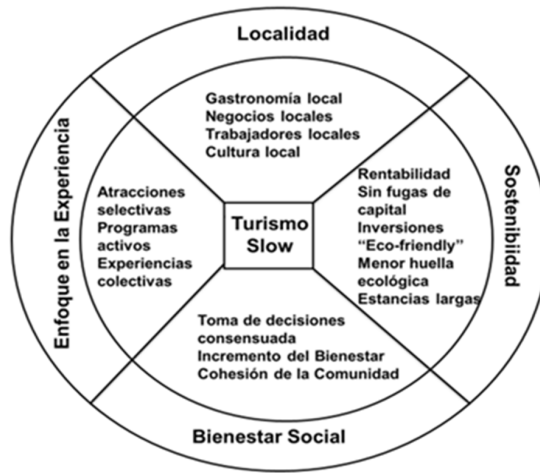 Localidad
Gastronomía local
Negocios locales
Trabajadores locales
Cultura local
Enfoque en la Experiencia
Atracciones
selectivas
Programas
activos
Experiencias
colectivas
Turismo
Slow
Rentabilidad
Sin fugas de
capital
Inversiones
“Eco-friendly”
Menor huella
ecológica
Estancias largas
Sostenibiidad
Toma de decisiones
consensuada
Incremento del Bienestar
Cohesión de la Comunidad
Bienestar Social